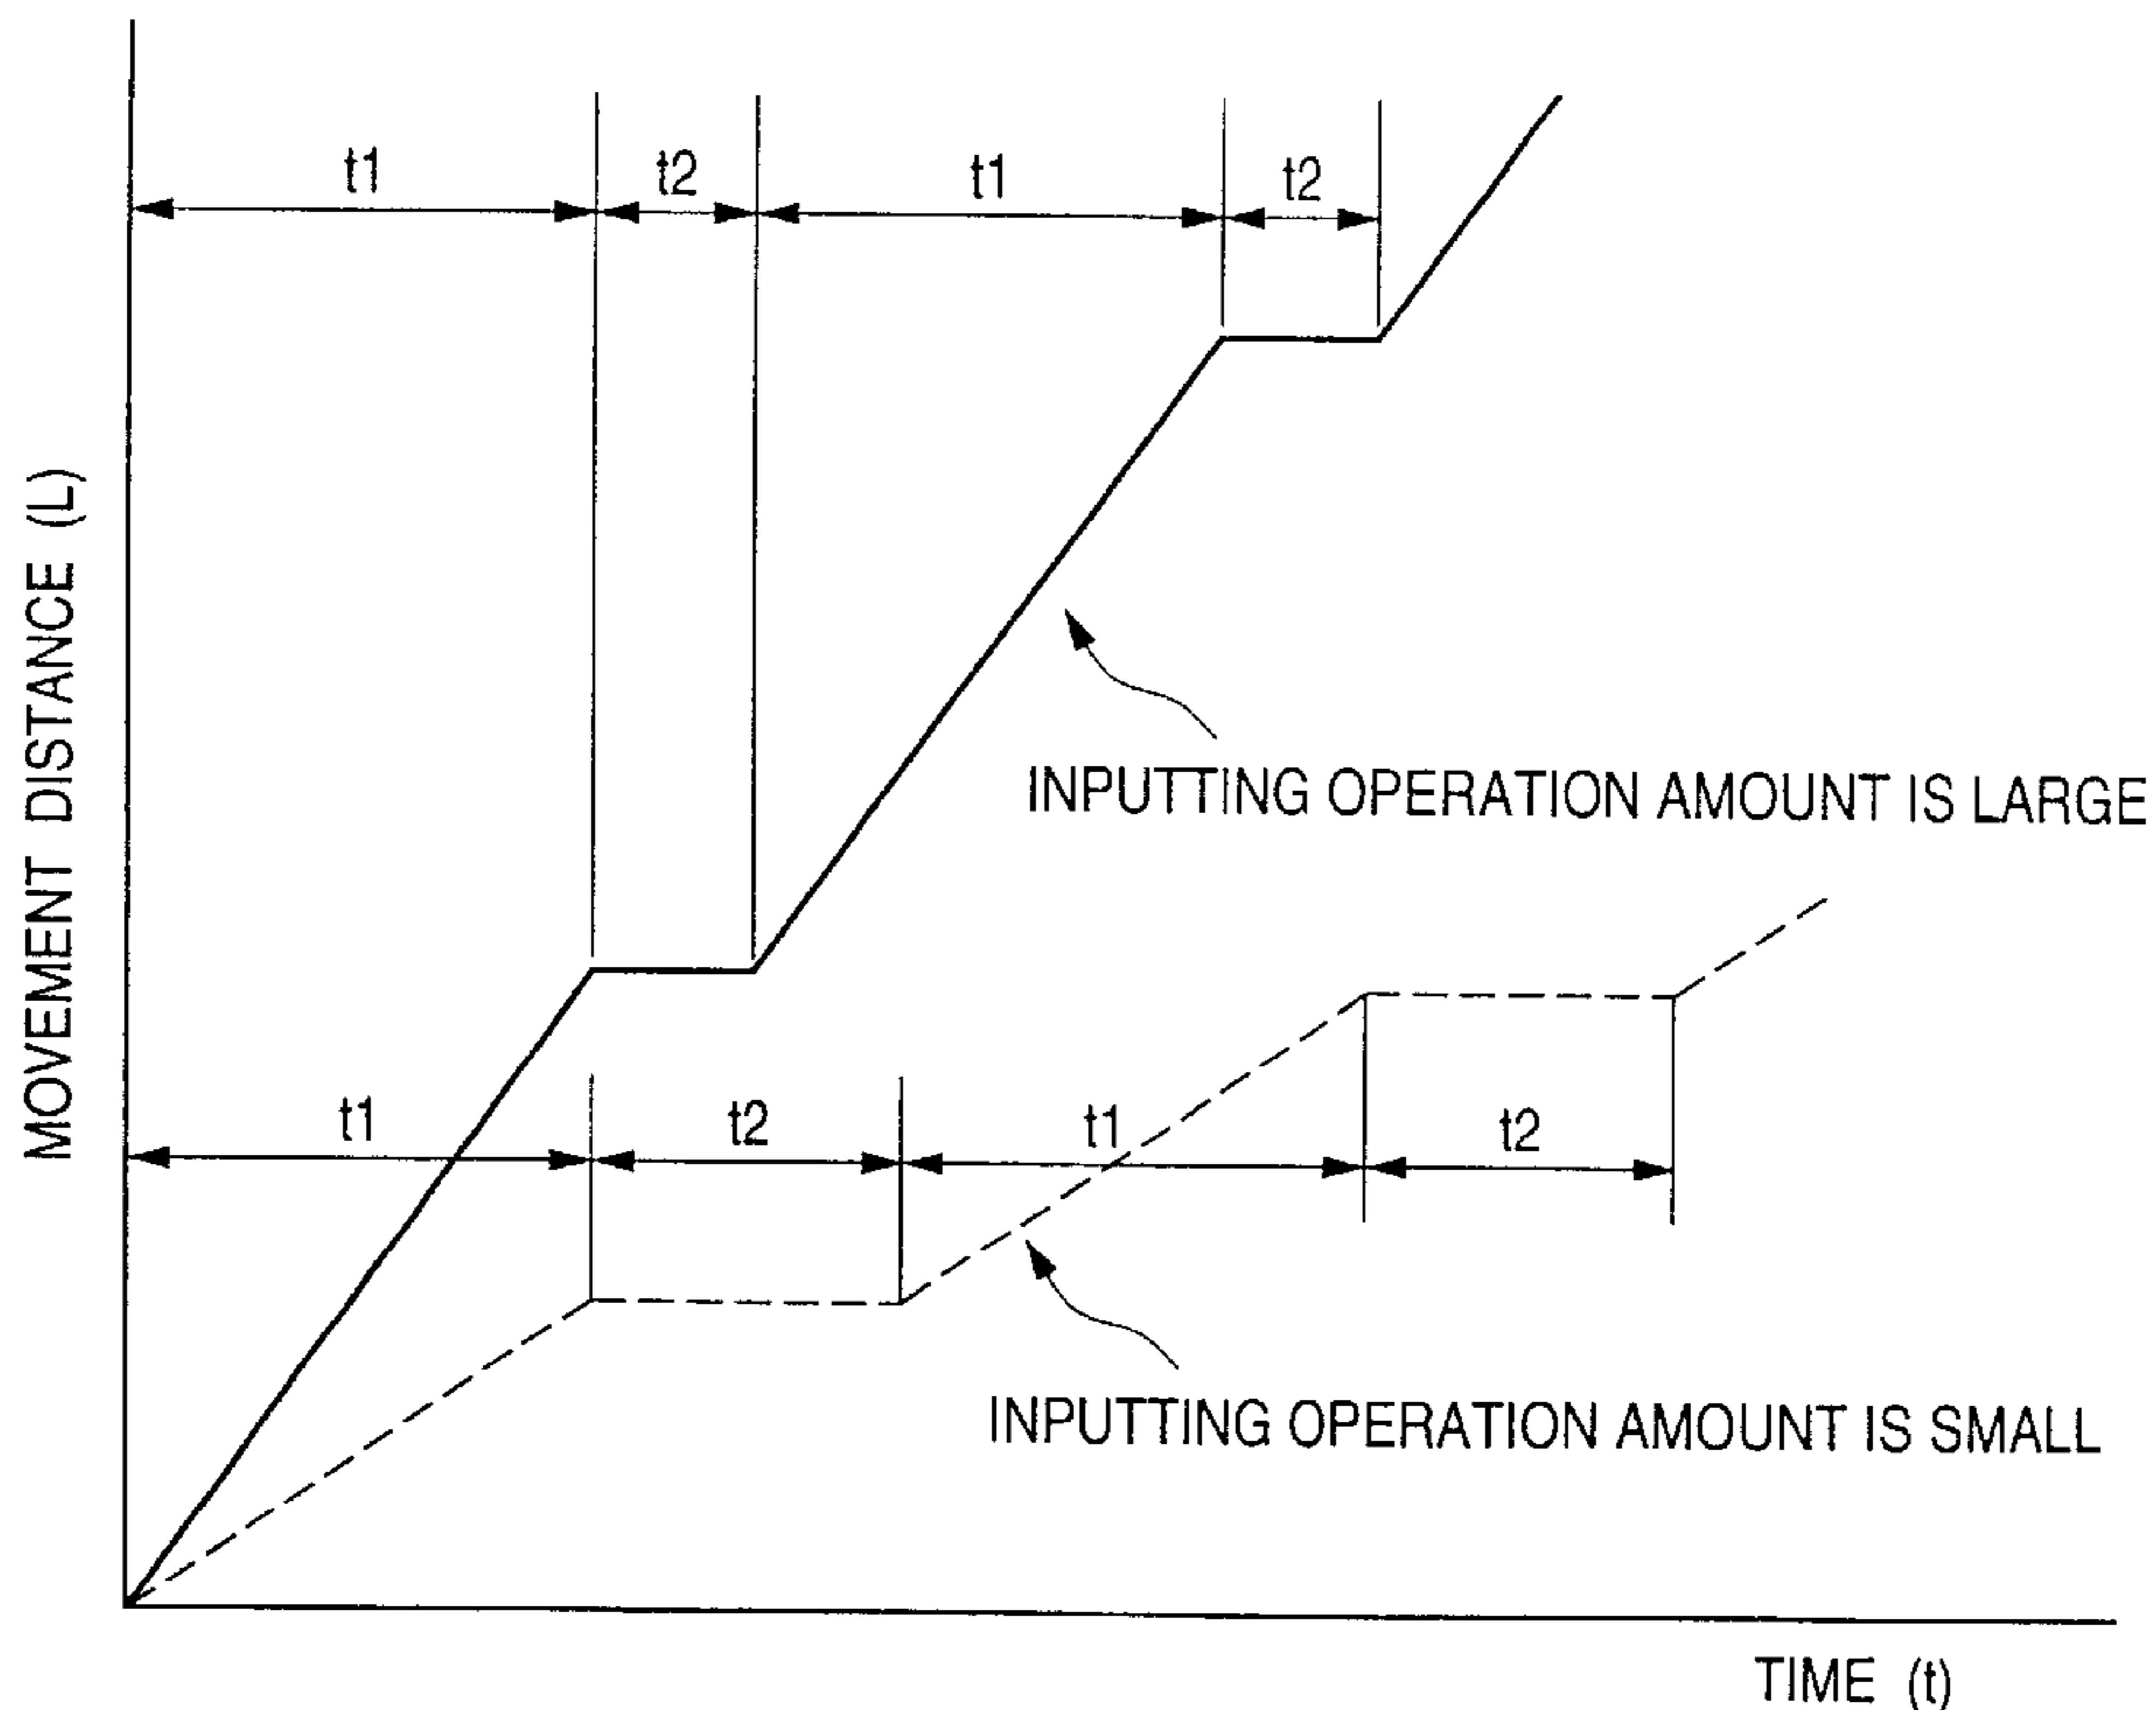 t1
t2
t1
t2
MOVEMENT DISTANCE (L)
INPUTTING OPERATION AMOUNT IS LARGE
t1
t2
t1
t2
INPUTTING OPERATION AMOUNT IS SMALL
TIME (t)